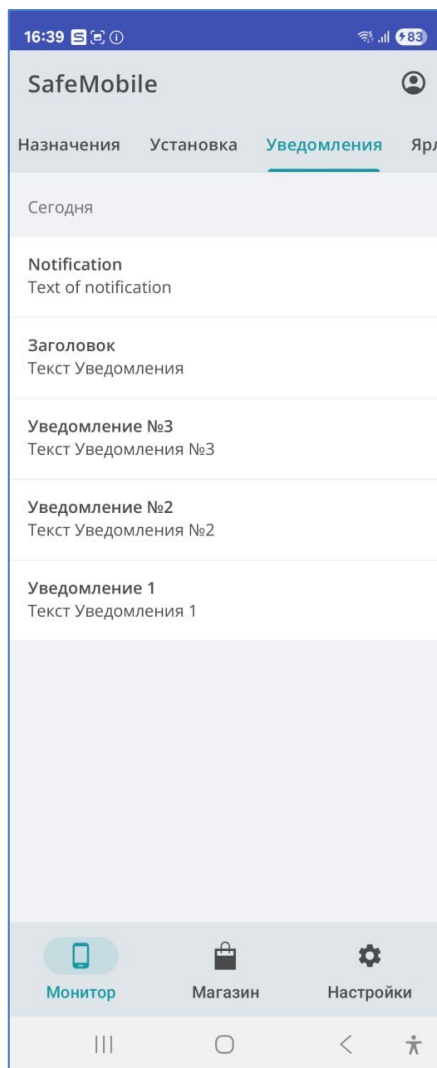 16:39
83
SafeMobile
Назначения Установка Уведомления Ярл
Сегодня
Notification
Text of notification
Заголовок
Текст Уведомления
Уведомление №3
Текст Уведомления №3
Уведомление №2
Текст Уведомления №2
Уведомление 1
Текст Уведомления 1
Монитор Магазин Настройки